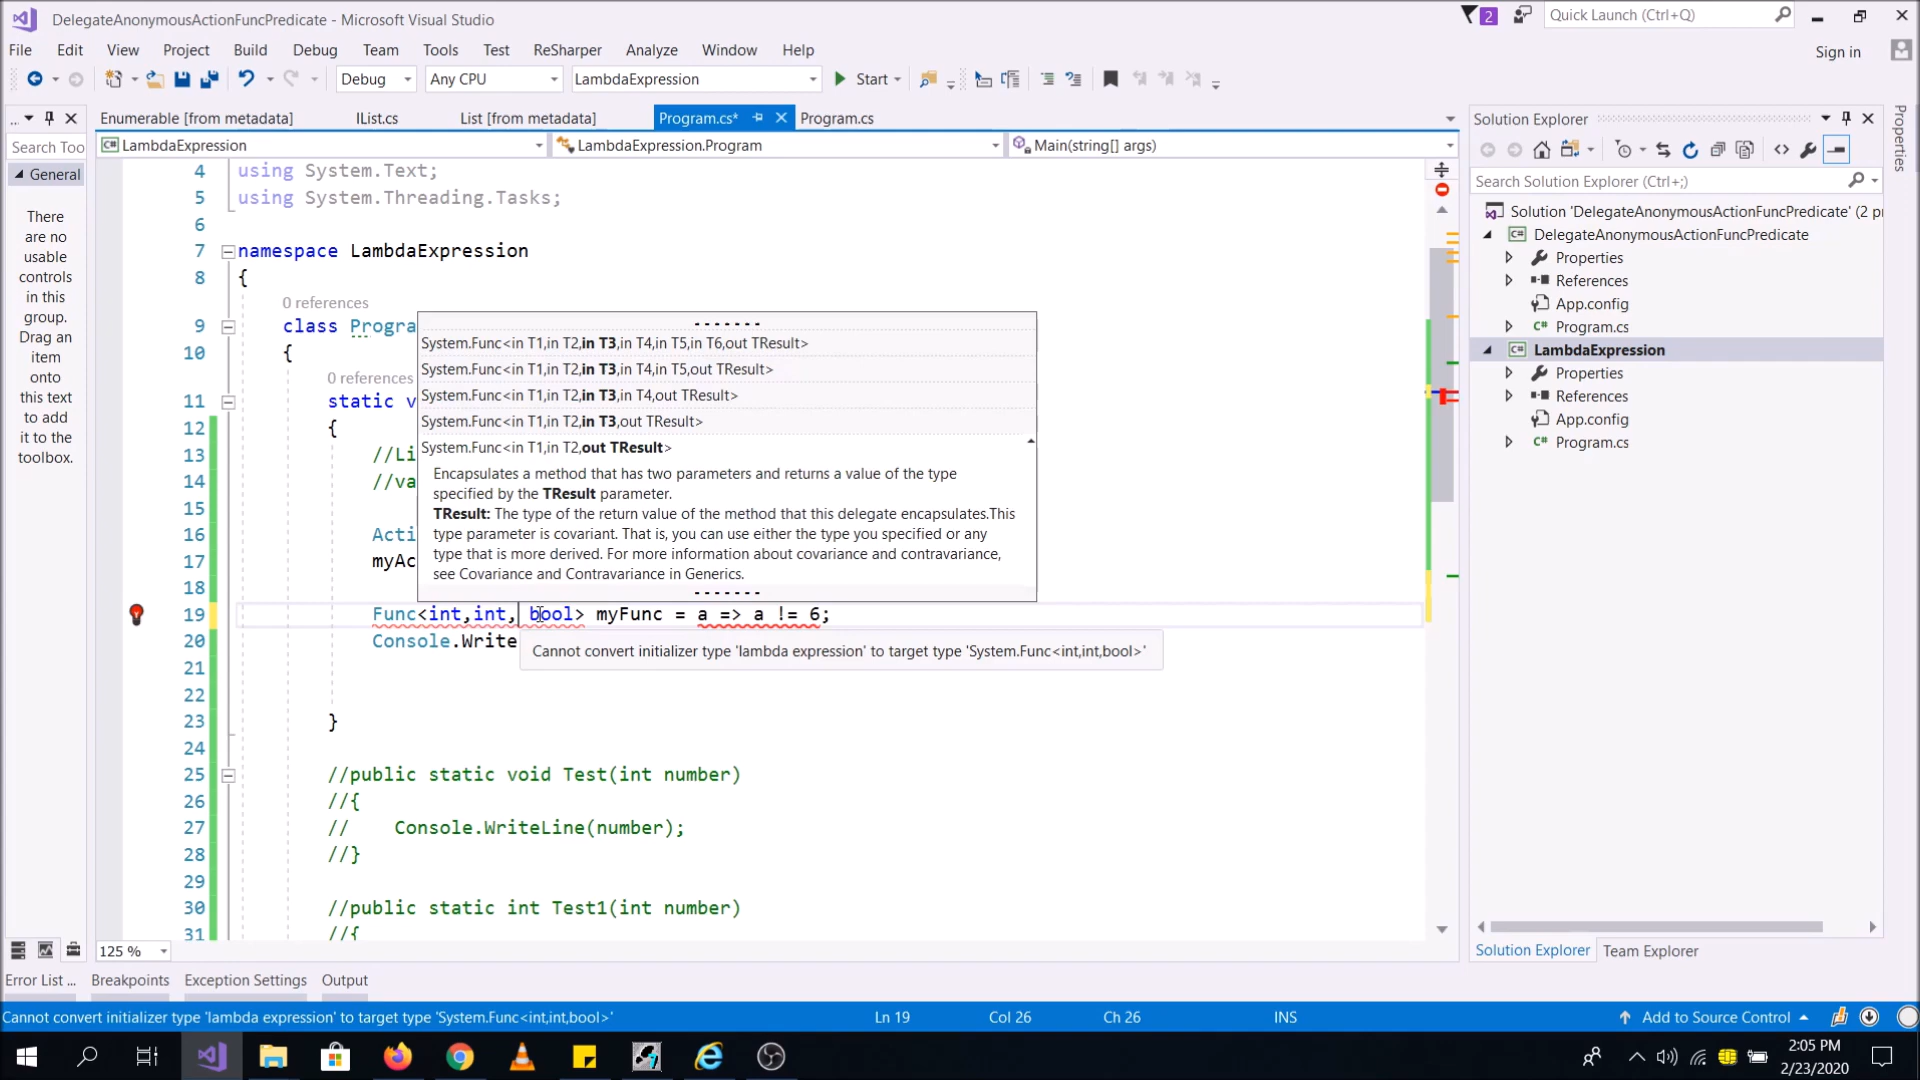 DelegateAnonymousActionFuncPredicate - Microsoft Visual Studio
2
Quick Launch (Ctrl+Q)
File Edit View Project Build Debug Team Tools Test ReSharper Analyze Window Help
Sign in
Debug Any CPU LambdaExpression Start
... Enumerable [from metadata] IList.cs List [from metadata] Program.cs* Program.cs
Search Too
LambdaExpression LambdaExpression.Program Main(string[] args)
General
There
are no
usable
controls
in this
group.
Drag an
item
onto
this text
to add
it to the
toolbox.
4 using System.Text;
5 using System.Threading.Tasks;
6
7 namespace LambdaExpression
8 {
0 references
9 class Progra
10 {
0 references
11 static v
12 {
13 //Li
14 //va
15
16 Acti
17 myAc
18
System.Func<in T1,in T2,in T3,in T4,in T5,in T6,out TResult>
System.Func<in T1,in T2,in T3,in T4,in T5,out TResult>
System.Func<in T1,in T2,in T3,in T4,out TResult>
System.Func<in T1,in T2,in T3,out TResult>
System.Func<in T1,in T2,out TResult>
Encapsulates a method that has two parameters and returns a value of the type
specified by the TResult parameter.
TResult: The type of the return value of the method that this delegate encapsulates.This
type parameter is covariant. That is, you can use either the type you specified or any
type that is more derived. For more information about covariance and contravariance,
see Covariance and Contravariance in Generics.
19 Func<int,int, bool> myFunc = a => a != 6;
20 Console.Write
Cannot convert initializer type 'lambda expression' to target type 'System.Func<int,int,bool>'
21
22
23 }
24
25 //public static void Test(int number)
26 //{
27 // Console.WriteLine(number);
28 //}
29
30 //public static int Test1(int number)
31 //{
125 %
Solution Explorer
Search Solution Explorer (Ctrl+;)
Solution 'DelegateAnonymousActionFuncPredicate' (2 pr
DelegateAnonymousActionFuncPredicate
Properties
References
App.config
Program.cs
LambdaExpression
Properties
References
App.config
Program.cs
Solution Explorer Team Explorer
Properties
Error List ... Breakpoints Exception Settings Output
Cannot convert initializer type 'lambda expression' to target type 'System.Func<int,int,bool>' Ln 19 Col 26 Ch 26 INS Add to Source Control
2:05 PM
2/23/2020